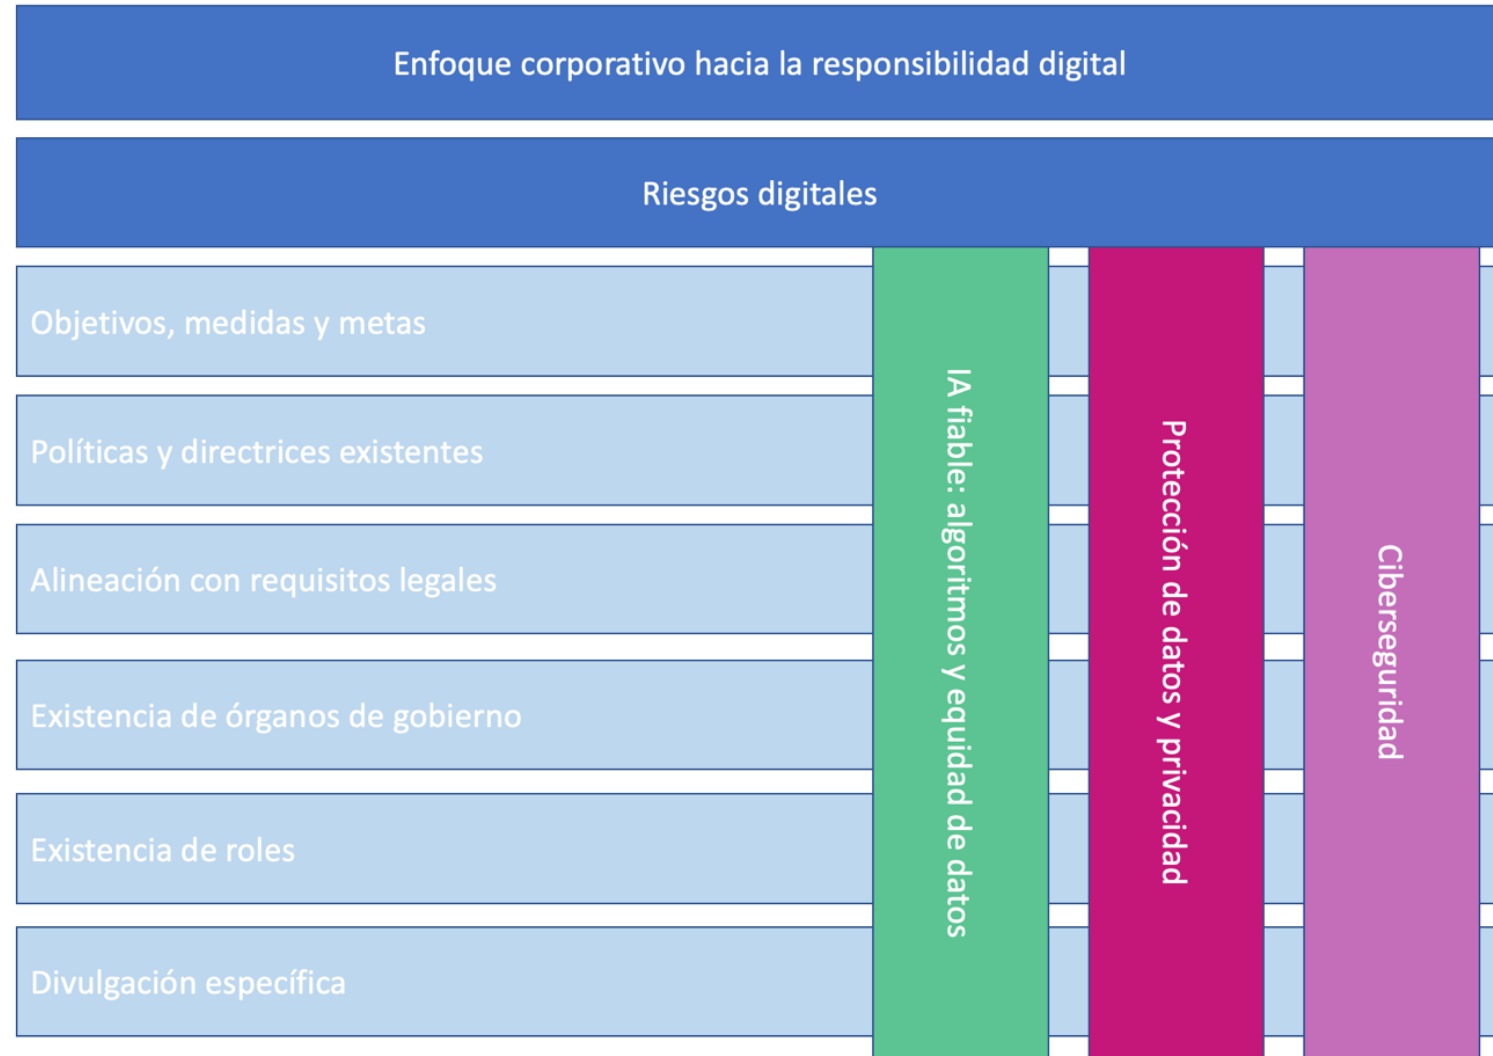 Enfoque corporativo hacia la responsibilidad digital
Riesgos digitales
Objetivos, medidas y metas
Políticas y directrices existentes
Alineación con requisitos legales
Existencia de órganos de gobierno
Existencia de roles
Divulgación específica
IA fiable: algoritmos y equidad de datos
Protección de datos y privacidad
Ciberseguridad